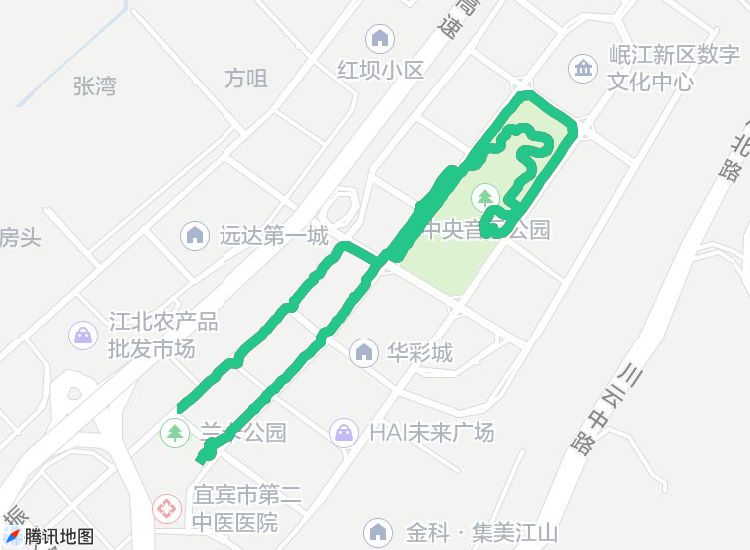 高速
岷江新区数字
文化中心
红坝小区
方咀
张湾
北路
中央音乐公园
房头
远达第一城
江北农产品
批发市场
华彩城
川云中路
兰卡公园
HAI未来广场
宜宾市第二
中医医院
振
金科·集美江山
腾讯地图